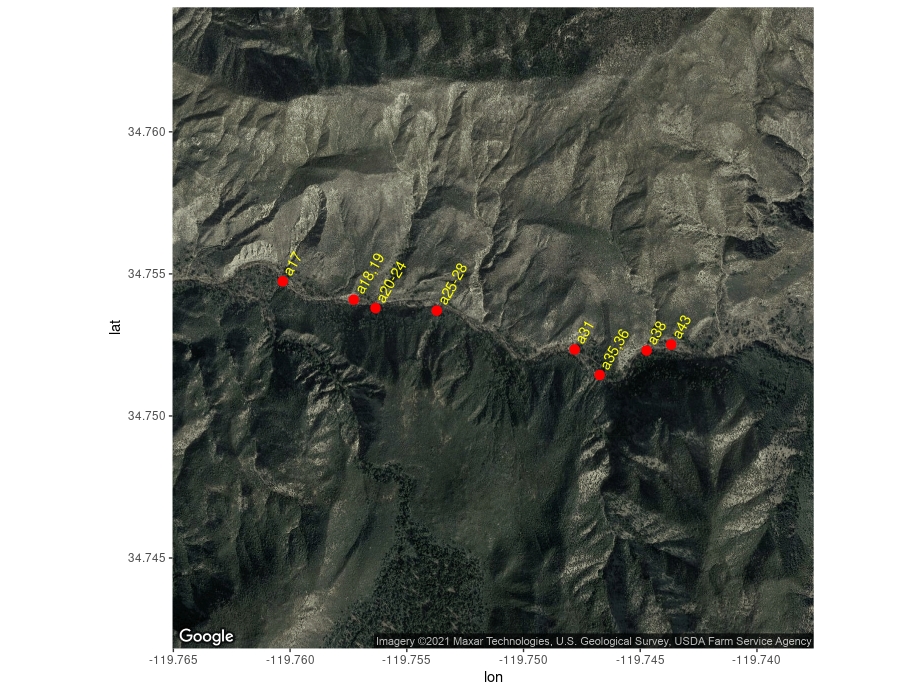 34.760
34.755
34.750
34.745
lat
a17
a18,19
a20-24
a25-28
a31
a35,36
a38
a43
Google
Imagery ©2021 Maxar Technologies, U.S. Geological Survey, USDA Farm Service Agency
-119.765
-119.760
-119.755
-119.750
-119.745
-119.740
lon